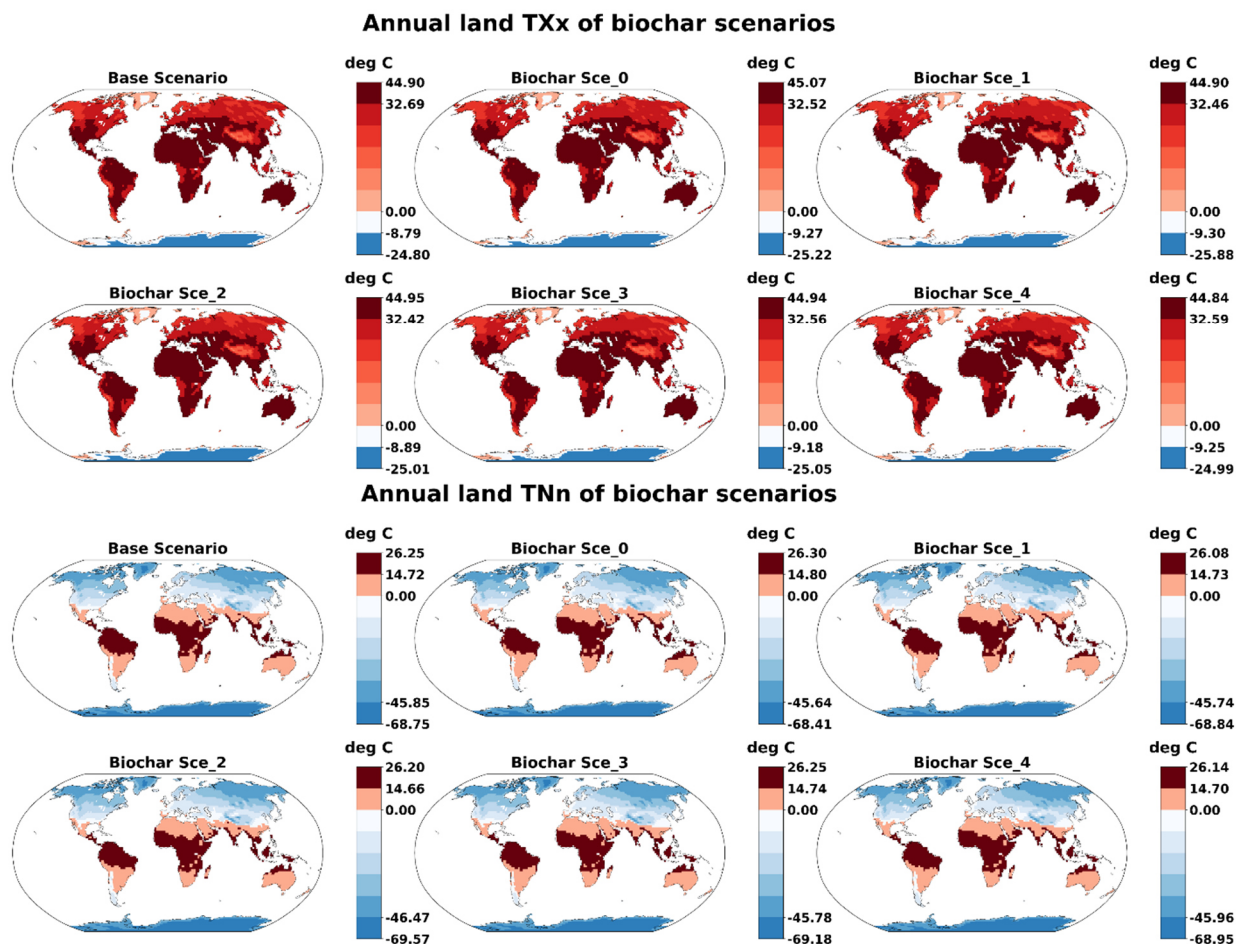 Annual land TXx of biochar scenarios
deg C deg C deg C
Base Scenario Biochar Sce_0 Biochar Sce_1
44.90 45.07 44.90
32.69 32.52 32.46
0.00 0.00 0.00
-8.79 -9.27 -9.30
-24.80 -25.22 -25.88
deg C deg C deg C
Biochar Sce_2 Biochar Sce_3 Biochar Sce_4
44.95 44.94 44.84
32.42 32.56 32.59
0.00 0.00 0.00
-8.89 -9.18 -9.25
-25.01 -25.05 -24.99
Annual land TNn of biochar scenarios
deg C deg C deg C
Base Scenario Biochar Sce_0 Biochar Sce_1
26.25 26.30 26.08
14.72 14.80 14.73
0.00 0.00 0.00
-45.85 -45.64 -45.74
-68.75 -68.41 -68.84
deg C deg C deg C
Biochar Sce_2 Biochar Sce_3 Biochar Sce_4
26.20 26.25 26.14
14.66 14.74 14.70
0.00 0.00 0.00
-46.47 -45.78 -45.96
-69.57 -69.18 -68.95